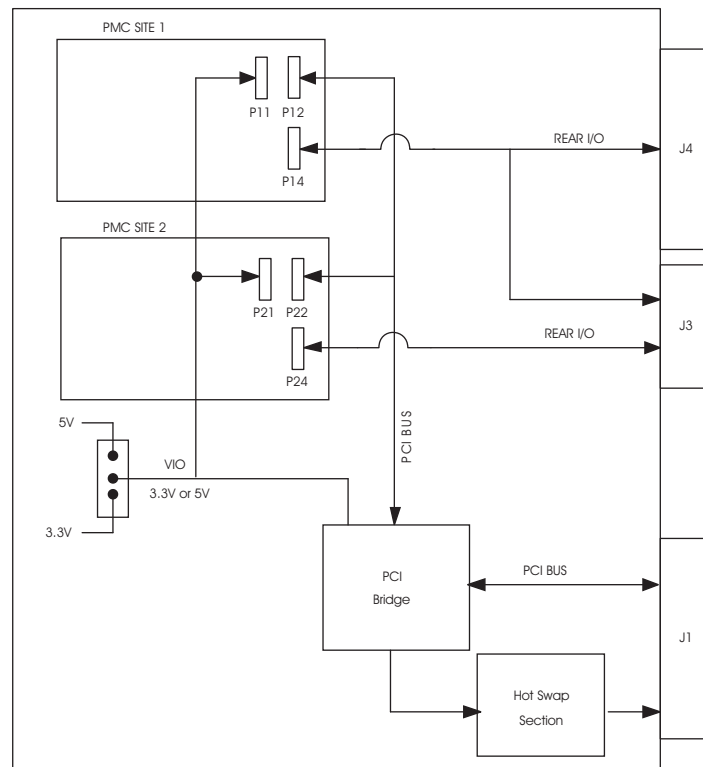 PMC SITE 1
P11
P12
P14
REAR I/O
J4
PMC SITE 2
P21
P22
P24
REAR I/O
J3
5V
VIO
3.3V or 5V
3.3V
PCI BUS
PCI
Bridge
PCI BUS
J1
Hot Swap
Section